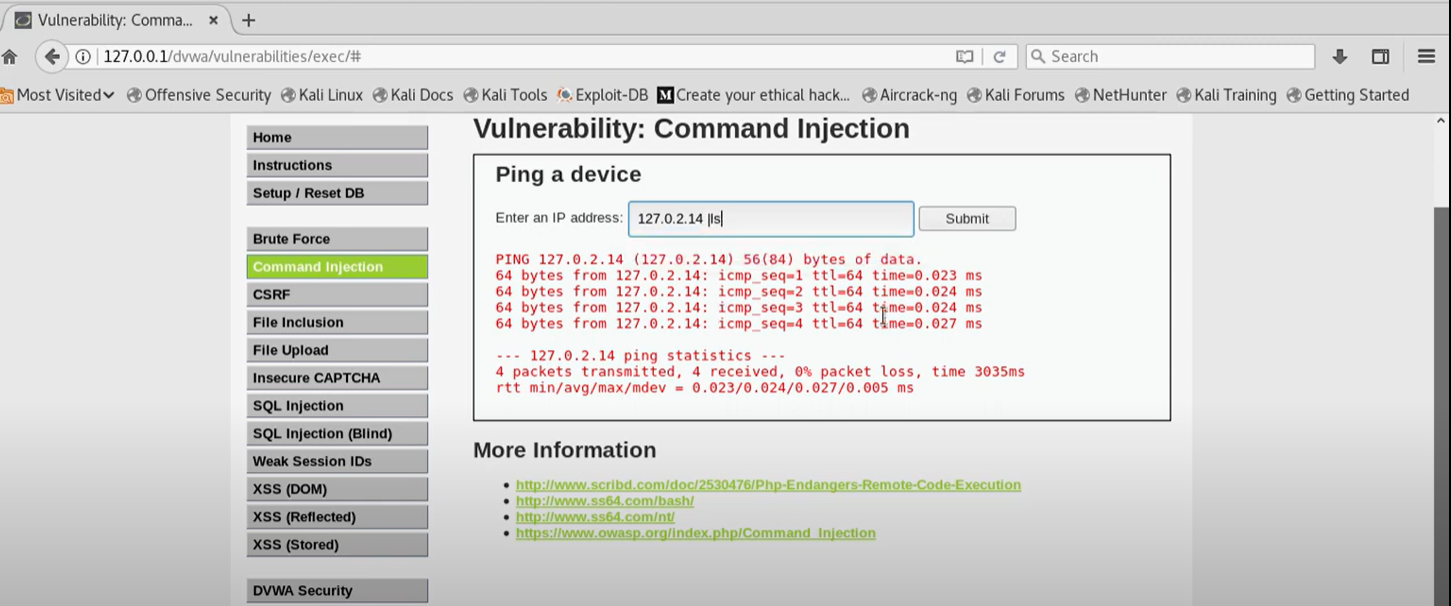 Vulnerability: Comma...
127.0.0.1/dvwa/vulnerabilities/exec/#
Search
Most Visited
Offensive Security
Kali Linux
Kali Docs
Kali Tools
Exploit-DB
M Create your ethical hack...
Aircrack-ng
Kali Forums
NetHunter
Kali Training
Getting Started
Home
Instructions
Setup / Reset DB
Brute Force
Command Injection
CSRF
File Inclusion
File Upload
Insecure CAPTCHA
SQL Injection
SQL Injection (Blind)
Weak Session IDs
XSS (DOM)
XSS (Reflected)
XSS (Stored)
DVWA Security
Vulnerability: Command Injection
Ping a device
Enter an IP address: 127.0.2.14 |ls Submit
PING 127.0.2.14 (127.0.2.14) 56(84) bytes of data.
64 bytes from 127.0.2.14: icmp_seq=1 ttl=64 time=0.023 ms
64 bytes from 127.0.2.14: icmp_seq=2 ttl=64 time=0.024 ms
64 bytes from 127.0.2.14: icmp_seq=3 ttl=64 time=0.024 ms
64 bytes from 127.0.2.14: icmp_seq=4 ttl=64 time=0.027 ms
--- 127.0.2.14 ping statistics ---
4 packets transmitted, 4 received, 0% packet loss, time 3035ms
rtt min/avg/max/mdev = 0.023/0.024/0.027/0.005 ms
More Information
http://www.scribd.com/doc/2530476/Php-Endangers-Remote-Code-Execution
http://www.ss64.com/bash/
http://www.ss64.com/nt/
https://www.owasp.org/index.php/Command_Injection